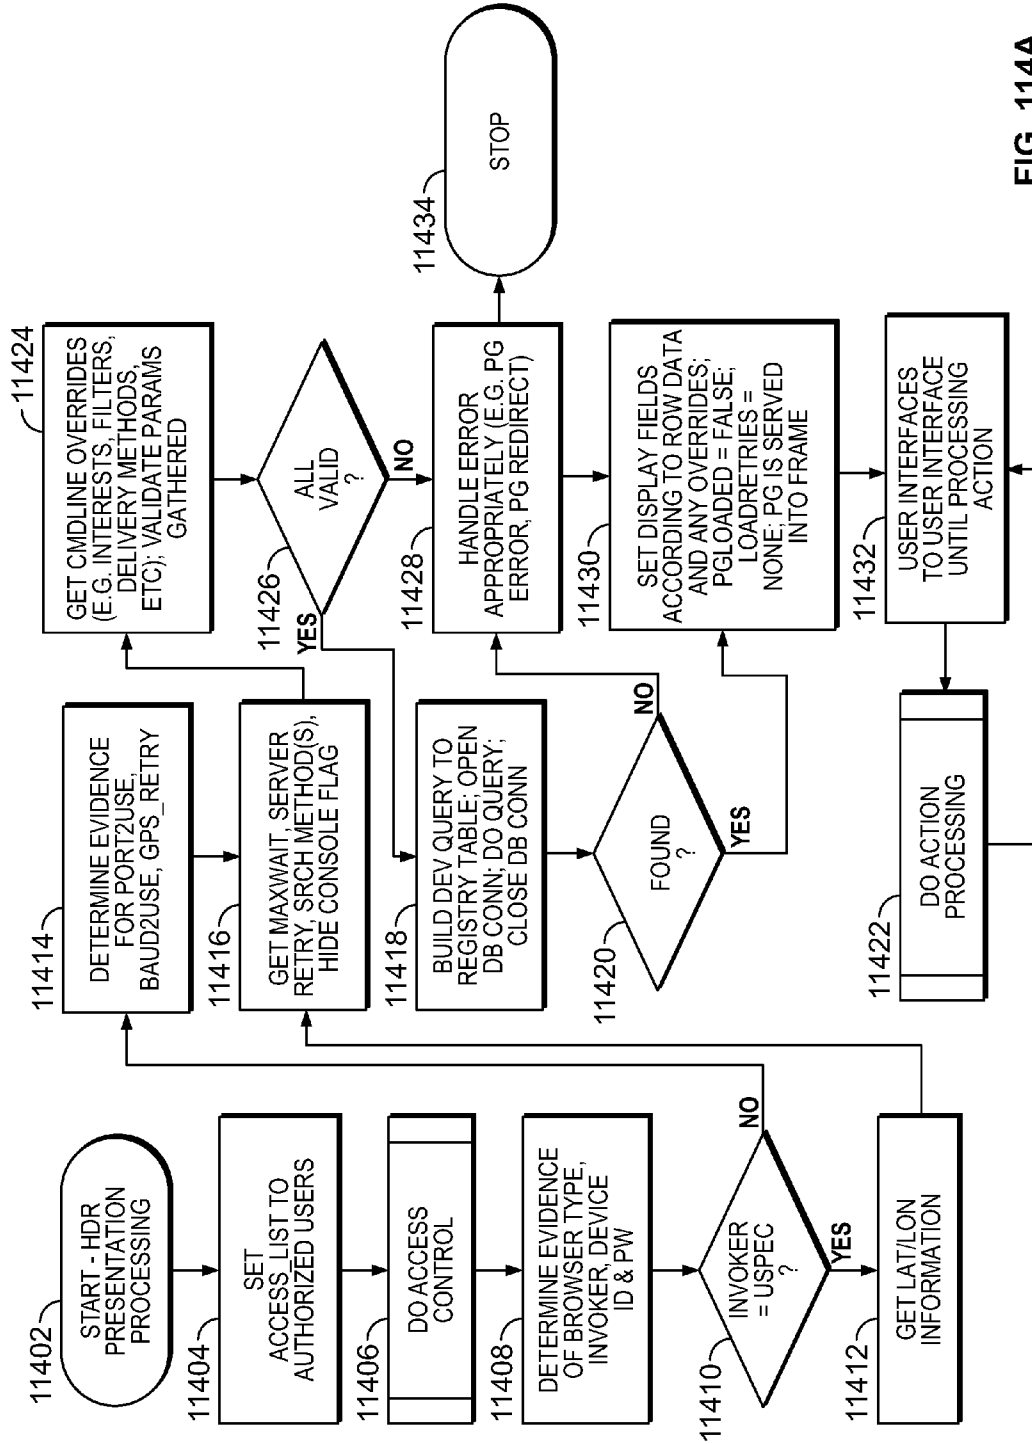 11402
START - HDR
PRESENTATION
PROCESSING
11404
SET
ACCESS_LIST TO
AUTHORIZED USERS
11406
DO ACCESS
CONTROL
11408
DETERMINE EVIDENCE
OF BROWSER TYPE,
INVOKER, DEVICE
ID & PW
11410
INVOKER
= USPEC
?
NO
YES
11412
GET LAT/LON
INFORMATION
11414
DETERMINE EVIDENCE
FOR PORT2USE,
BAUD2USE, GPS_RETRY
11416
GET MAXWAIT, SERVER
RETRY, SRCH METHOD(S),
HIDE CONSOLE FLAG
11418
BUILD DEV QUERY TO
REGISTRY TABLE; OPEN
DB CONN; DO QUERY;
CLOSE DB CONN
11420
FOUND
?
NO
YES
11422
DO ACTION
PROCESSING
11424
GET CMDLINE OVERRIDES
(E.G. INTERESTS, FILTERS,
DELIVERY METHODS,
ETC); VALIDATE PARAMS
GATHERED
11426
ALL
VALID
?
YES
NO
11428
HANDLE ERROR
APPROPRIATELY (E.G. PG
ERROR, PG REDIRECT)
11430
SET DISPLAY FIELDS
ACCORDING TO ROW DATA
AND ANY OVERRIDES;
PGLOADED = FALSE;
LOADRETRIES =
NONE; PG IS SERVED
INTO FRAME
11432
USER INTERFACES
TO USER INTERFACE
UNTIL PROCESSING
ACTION
11434
STOP
FIG. 114A